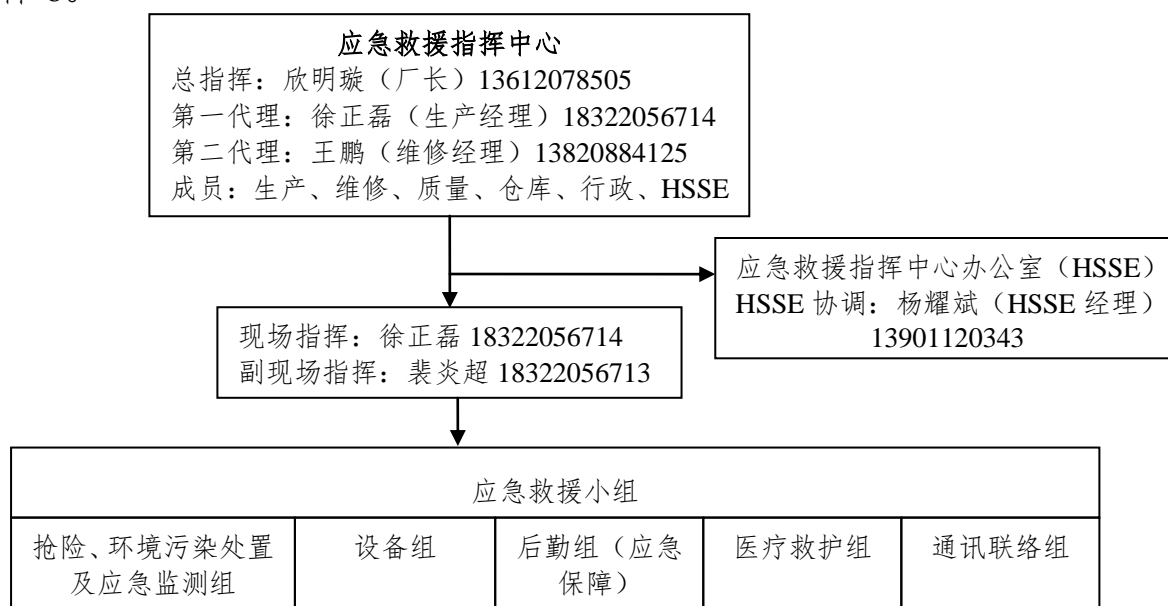 应急救援指挥中心
总指挥：欣明璇（厂长）13612078505
第一代理：徐正磊（生产经理）18322056714
第二代理：王鹏（维修经理）13820884125
成员：生产、维修、质量、仓库、行政、HSSE
应急救援指挥中心办公室（HSSE）
HSSE 协调：杨耀斌（HSSE 经理）
13901120343
现场指挥：徐正磊 18322056714
副现场指挥：裴炎超 18322056713
应急救援小组
抢险、环境污染处置
及应急监测组
设备组
后勤组（应急
保障）
医疗救护组
通讯联络组